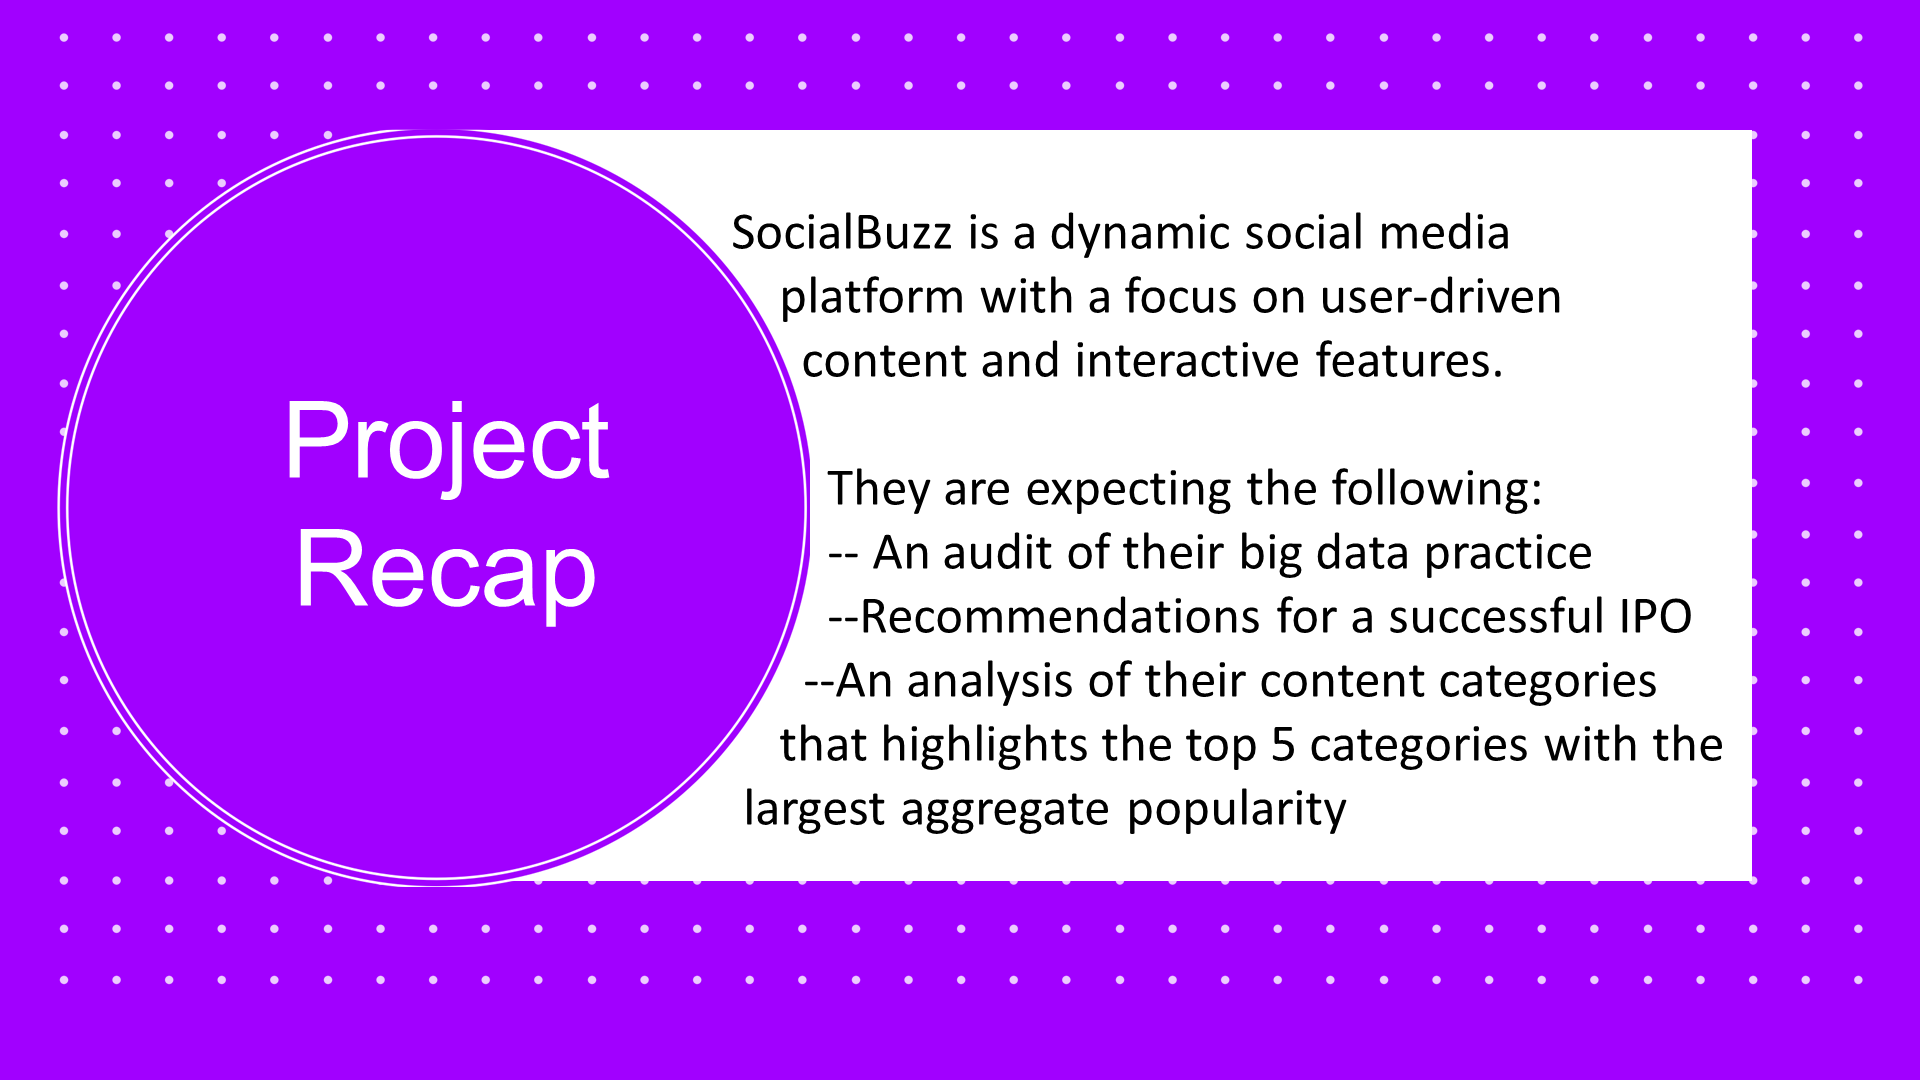 Project
Recap
SocialBuzz is a dynamic social media
platform with a focus on user-driven
content and interactive features.
They are expecting the following:
-- An audit of their big data practice
--Recommendations for a successful IPO
--An analysis of their content categories
that highlights the top 5 categories with the
largest aggregate popularity